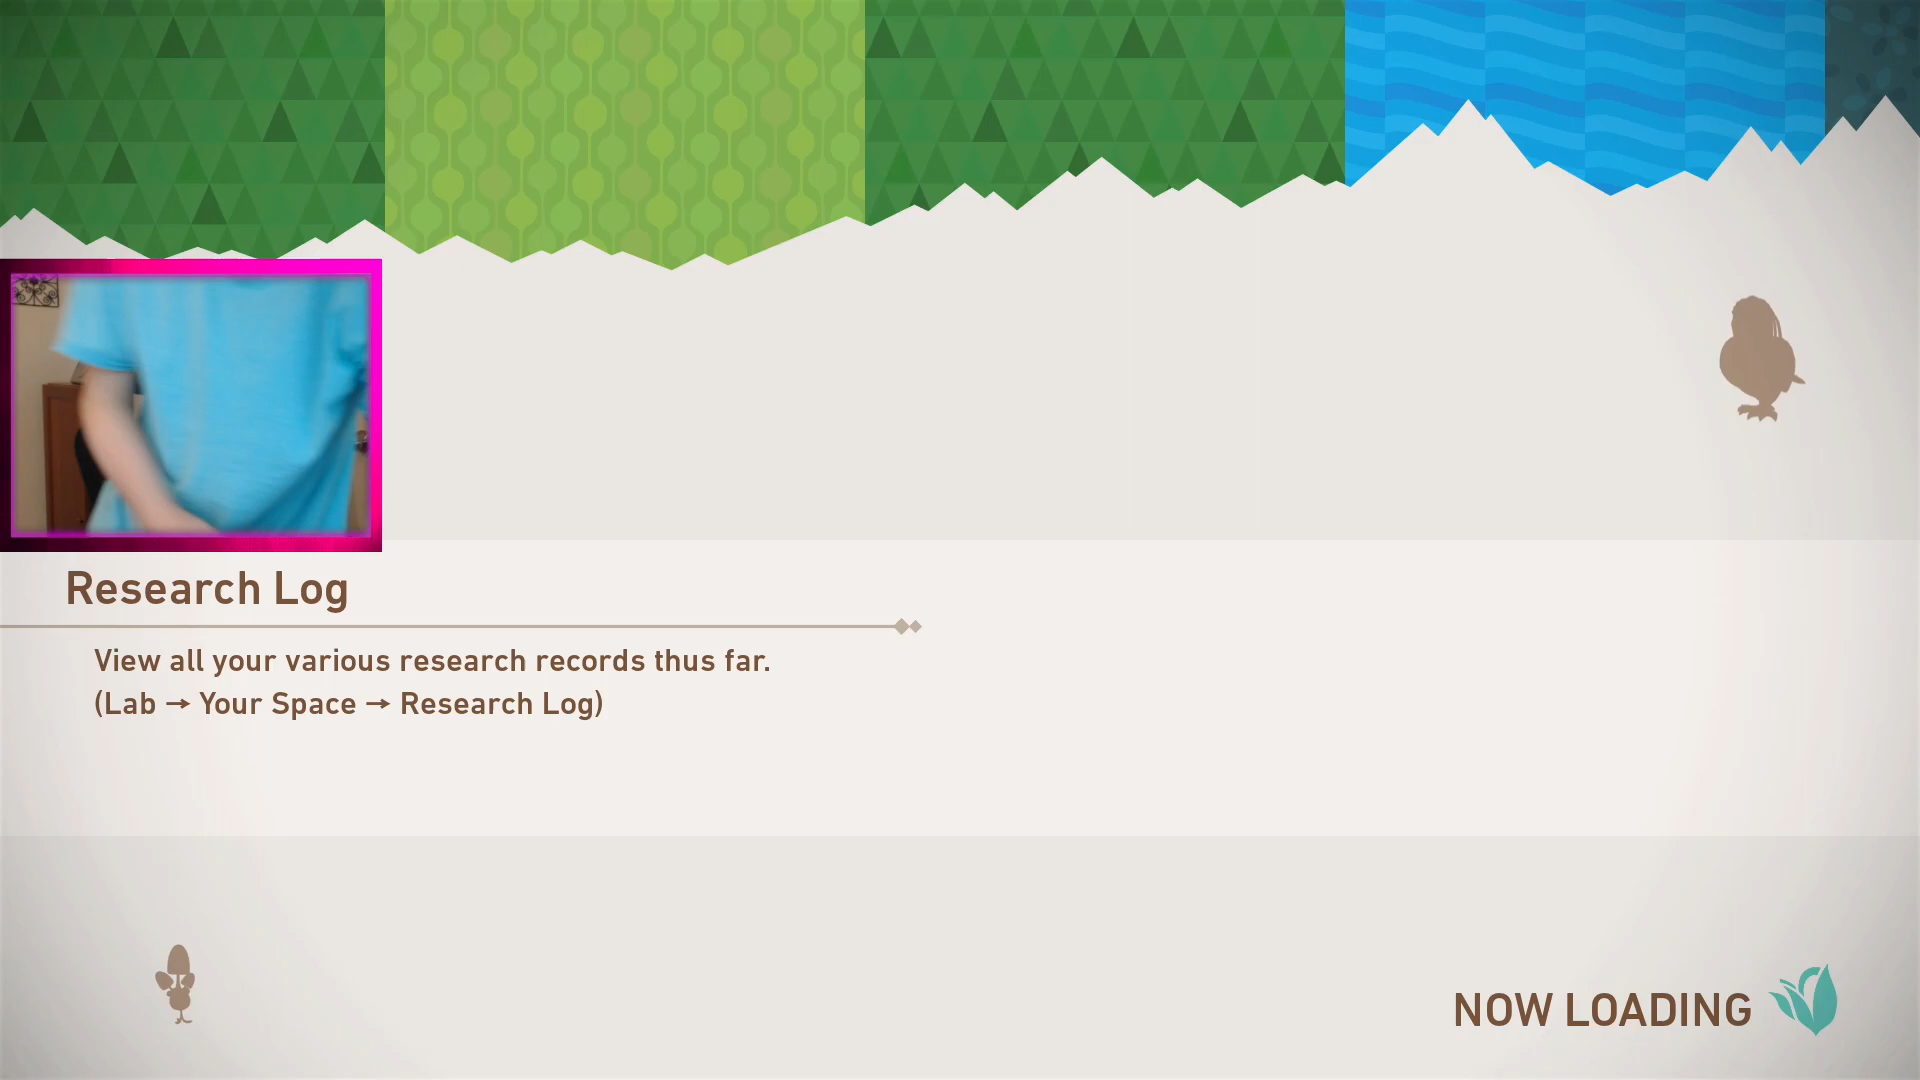 Research Log
View all your various research records thus far.
(Lab → Your Space → Research Log)
NOW LOADING